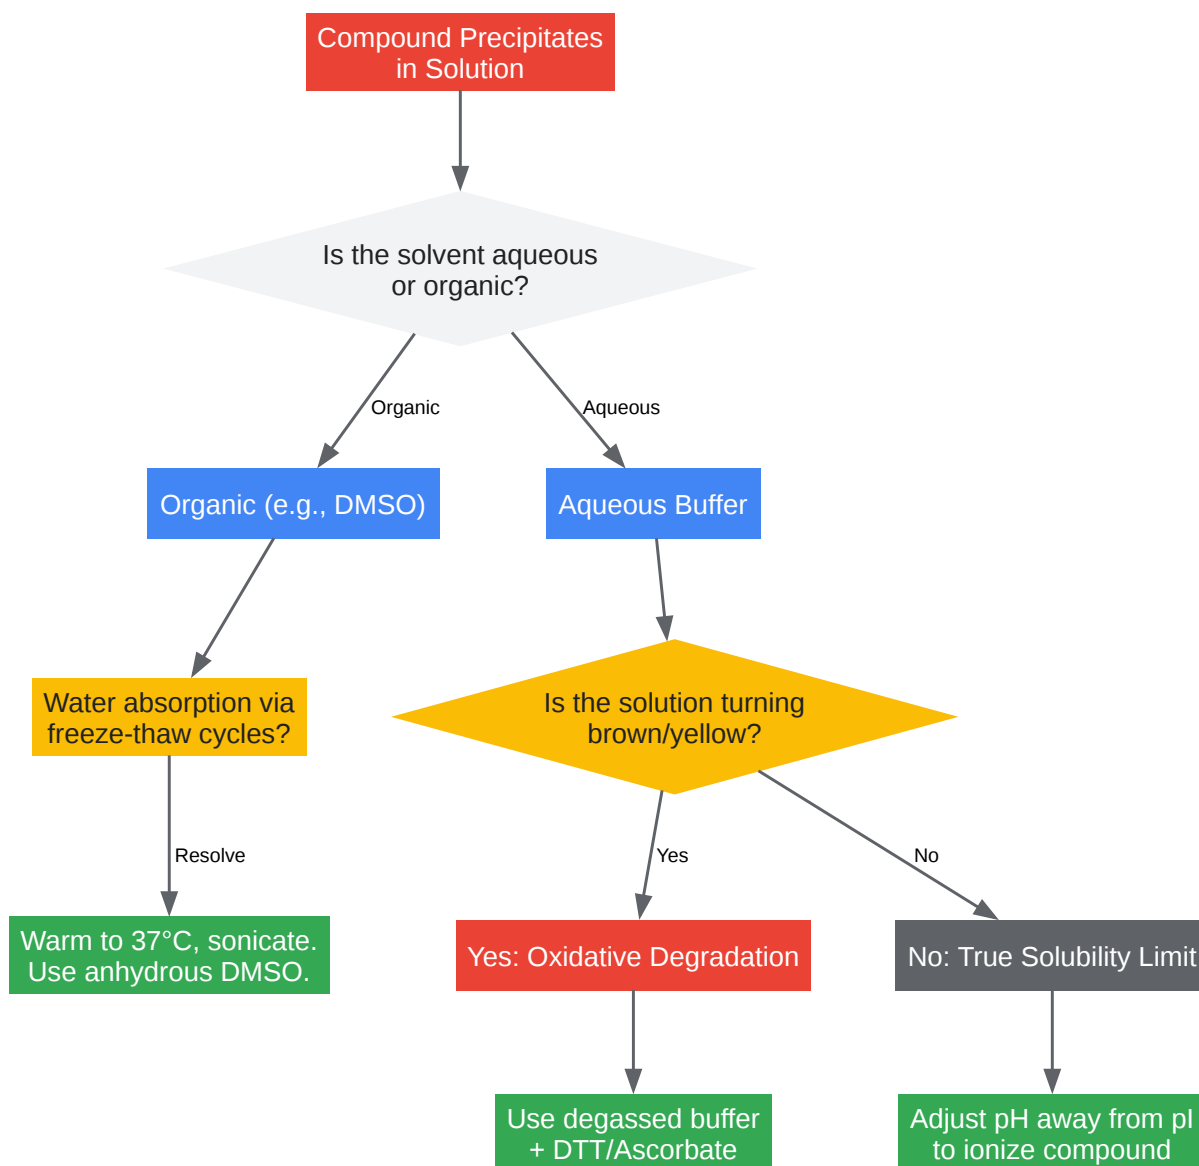 Compound Precipitates
in Solution
Is the solvent aqueous
or organic?
Organic
Aqueous
Organic (e.g., DMSO)
Aqueous Buffer
Water absorption via
freeze-thaw cycles?
Is the solution turning
brown/yellow?
Resolve
Yes
No
Warm to 37°C, sonicate.
Use anhydrous DMSO.
Yes: Oxidative Degradation
No: True Solubility Limit
Use degassed buffer
+ DTT/Ascorbate
Adjust pH away from pI
to ionize compound